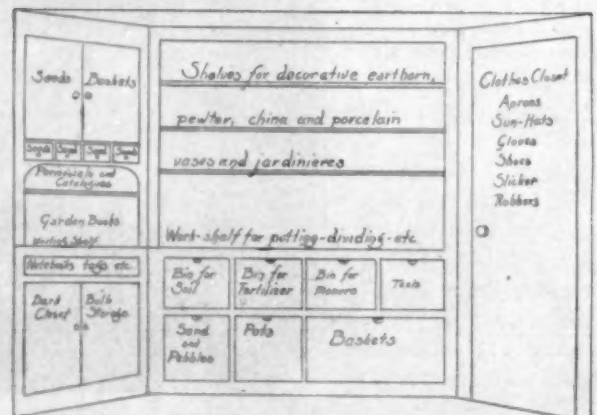 Seeds Baskets
Seeds Seeds Seeds Seeds
Periodicals and
Catalogues
Garden Books
Writing Shelf
Notebooks tags etc.
Dark
Closet
Bulb
Storage
Shelves for decorative earthern,
pewter, china and porcelain
vases and jardinieres
Work-shelf for potting-dividing-etc
Bin for
Soil
Bin for
Fertilizer
Bin for
Manure
Tools
Sand
and
Pebbles
Pots
Baskets
Clothes Closet
Aprons
Sun-Hats
Gloves
Shoes
Slicker
Rubbers